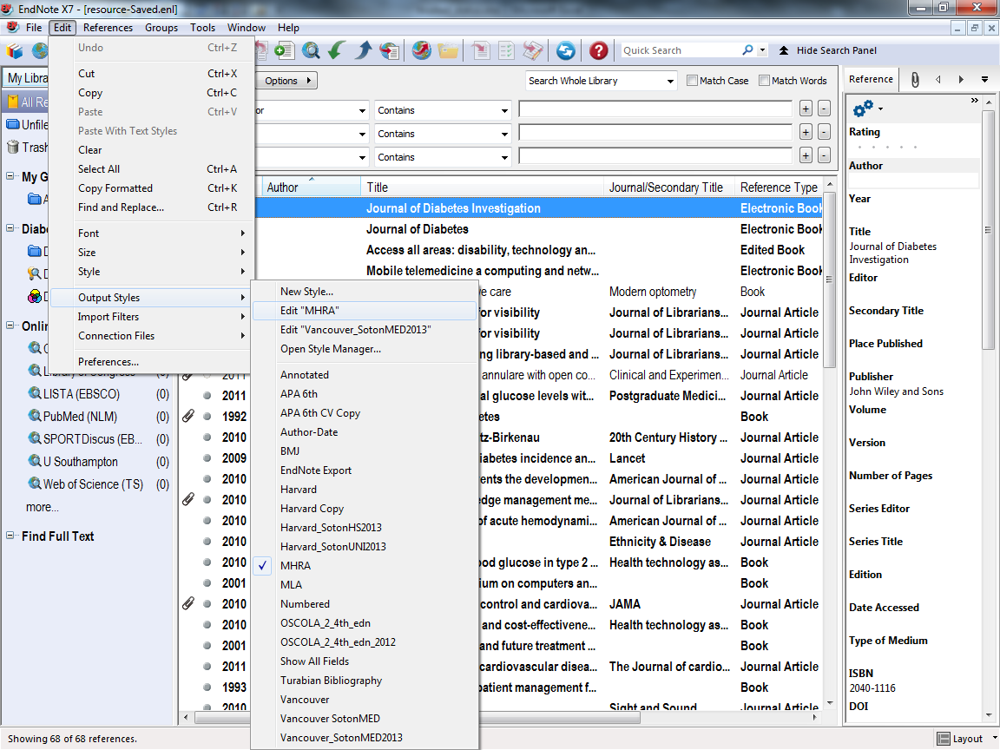 EndNote X7 - [resource-Saved.enl]
File Edit References Groups Tools Window Help
Quick Search
Hide Search Panel
Undo Ctrl+Z
Cut Ctrl+X
Copy Ctrl+C
Paste Ctrl+V
Paste With Text Styles
Clear
Select All Ctrl+A
Copy Formatted Ctrl+K
Find and Replace... Ctrl+R
Font
Size
Style
Output Styles
Import Filters
Connection Files
Preferences...
New Style...
Edit "MHRA"
Edit "Vancouver_SotonMED2013"
Open Style Manager...
Annotated
APA 6th
APA 6th CV Copy
Author-Date
BMJ
EndNote Export
Harvard
Harvard Copy
Harvard_SotonHS2013
Harvard_SotonUNI2013
MHRA
MLA
Numbered
OSCOLA_2_4th_edn
OSCOLA_2_4th_edn_2012
Show All Fields
Turabian Bibliography
Vancouver
Vancouver SotonMED
Vancouver_SotonMED2013
My Libra
All Re
Unfile
Trash
My G
Diab
Onlin
Library of Congress (0)
LISTA (EBSCO) (0)
PubMed (NLM) (0)
SPORTDiscus (EB... (0)
U Southampton (0)
Web of Science (TS) (0)
more...
Find Full Text
Options
Search Whole Library
Match Case
Match Words
or Contains + -
Contains + -
Contains + -
Author Title Journal/Secondary Title Reference Type
Journal of Diabetes Investigation Electronic Book
Journal of Diabetes Electronic Book
Access all areas: disability, technology an... Edited Book
Mobile telemedicine a computing and netw... Electronic Book
e care Modern optometry Book
for visibility Journal of Librarians... Journal Article
for visibility Journal of Librarians... Journal Article
ng library-based and ... Journal of Librarians... Journal Article
2011 annulare with open co... Clinical and Experimen... Journal Article
2011 al glucose levels wit... Postgraduate Medici... Journal Article
1992 etes Book
2010 tz-Birkenau 20th Century History ... Journal Article
2009 iabetes incidence an... Lancet Journal Article
2010 ents the developmen... American Journal of ... Journal Article
2010 edge management me... Journal of Librarians... Journal Article
2010 of acute hemodynami... American Journal of ... Journal Article
2010 Ethnicity & Disease Journal Article
2010 ood glucose in type 2 ... Health technology as... Book
2001 ium on computers an... Book
2010 control and cardiova... JAMA Journal Article
2010 and cost-effectivene... Health technology as... Book
2001 and future treatment ... Book
2011 cardiovascular disea... The Journal of cardio... Journal Article
1993 patient management f... Book
2010 Sight and Sound Journal Article
Reference
Rating
Author
Year
Title
Journal of Diabetes
Investigation
Editor
Secondary Title
Place Published
Publisher
John Wiley and Sons
Volume
Version
Number of Pages
Series Editor
Series Title
Edition
Date Accessed
Type of Medium
ISBN
2040-1116
DOI
Showing 68 of 68 references.
Layout